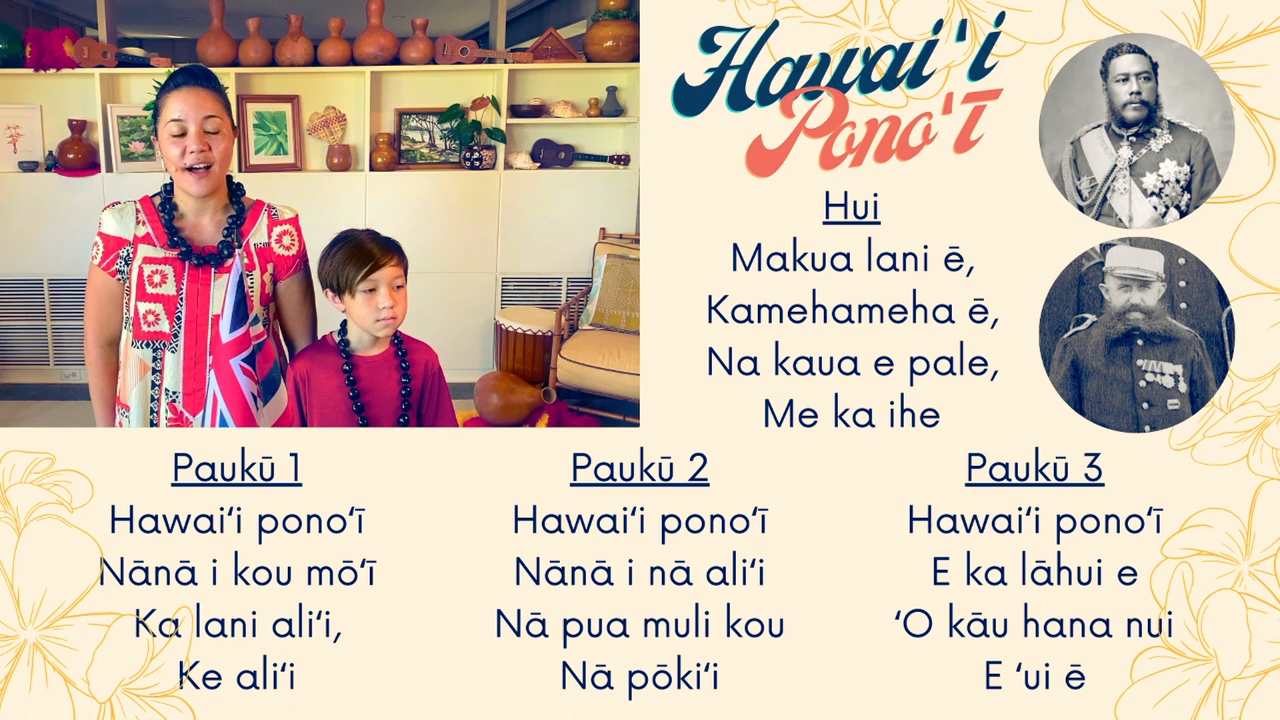 Hawaiʻi
Ponoʻī
Hui
Makua lani ē,
Kamehameha ē,
Na kaua e pale,
Me ka ihe
Paukū 1
Hawaiʻi ponoʻī
Nānā i kou mōʻī
Ka lani aliʻi,
Ke aliʻi
Paukū 2
Hawaiʻi ponoʻī
Nānā i nā aliʻi
Nā pua muli kou
Nā pōkiʻi
Paukū 3
Hawaiʻi ponoʻī
E ka lāhui e
ʻO kāu hana nui
E ʻui ē